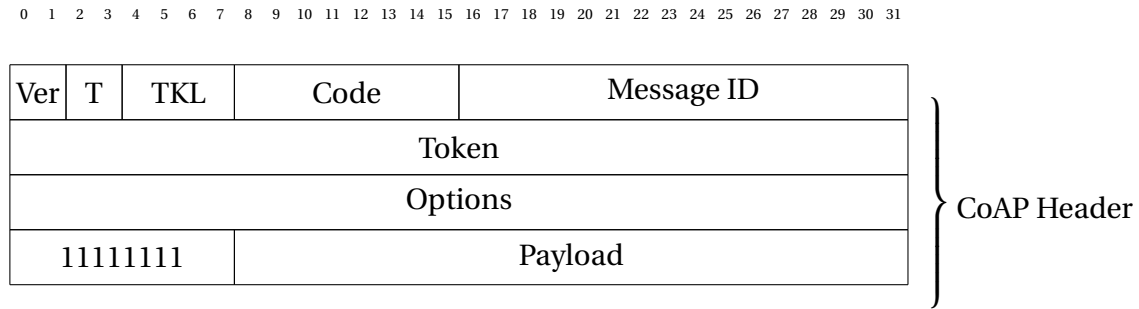 0 1 2 3 4 5 6 7 8 9 10 11 12 13 14 15 16 17 18 19 20 21 22 23 24 25 26 27 28 29 30 31
Ver T TKL Code Message ID
Token
Options
CoAP Header
11111111 Payload